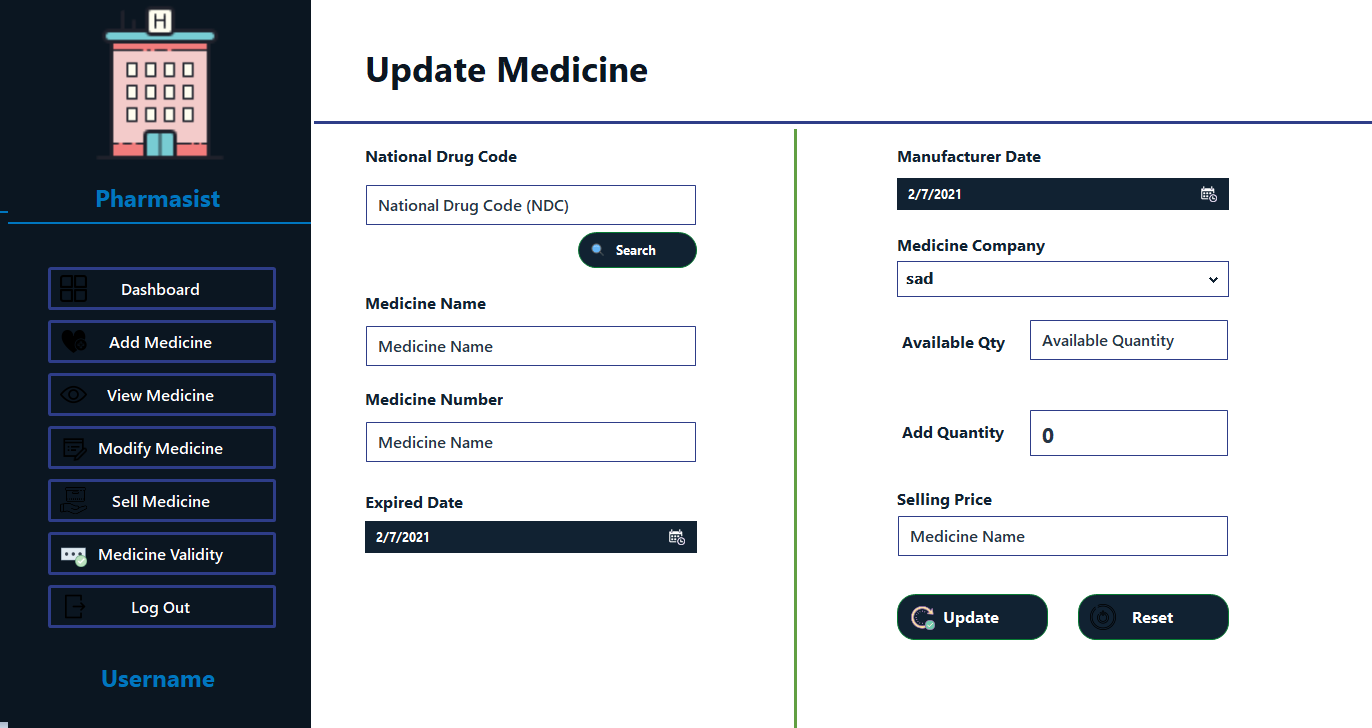 H
Pharmasist
Dashboard
Add Medicine
View Medicine
Modify Medicine
Sell Medicine
Medicine Validity
Log Out
Username
Update Medicine
National Drug Code
National Drug Code (NDC)
Search
Medicine Name
Medicine Name
Medicine Number
Medicine Name
Expired Date
2/7/2021
Manufacturer Date
2/7/2021
Medicine Company
sad
Available Qty
Available Quantity
Add Quantity
0
Selling Price
Medicine Name
Update
Reset